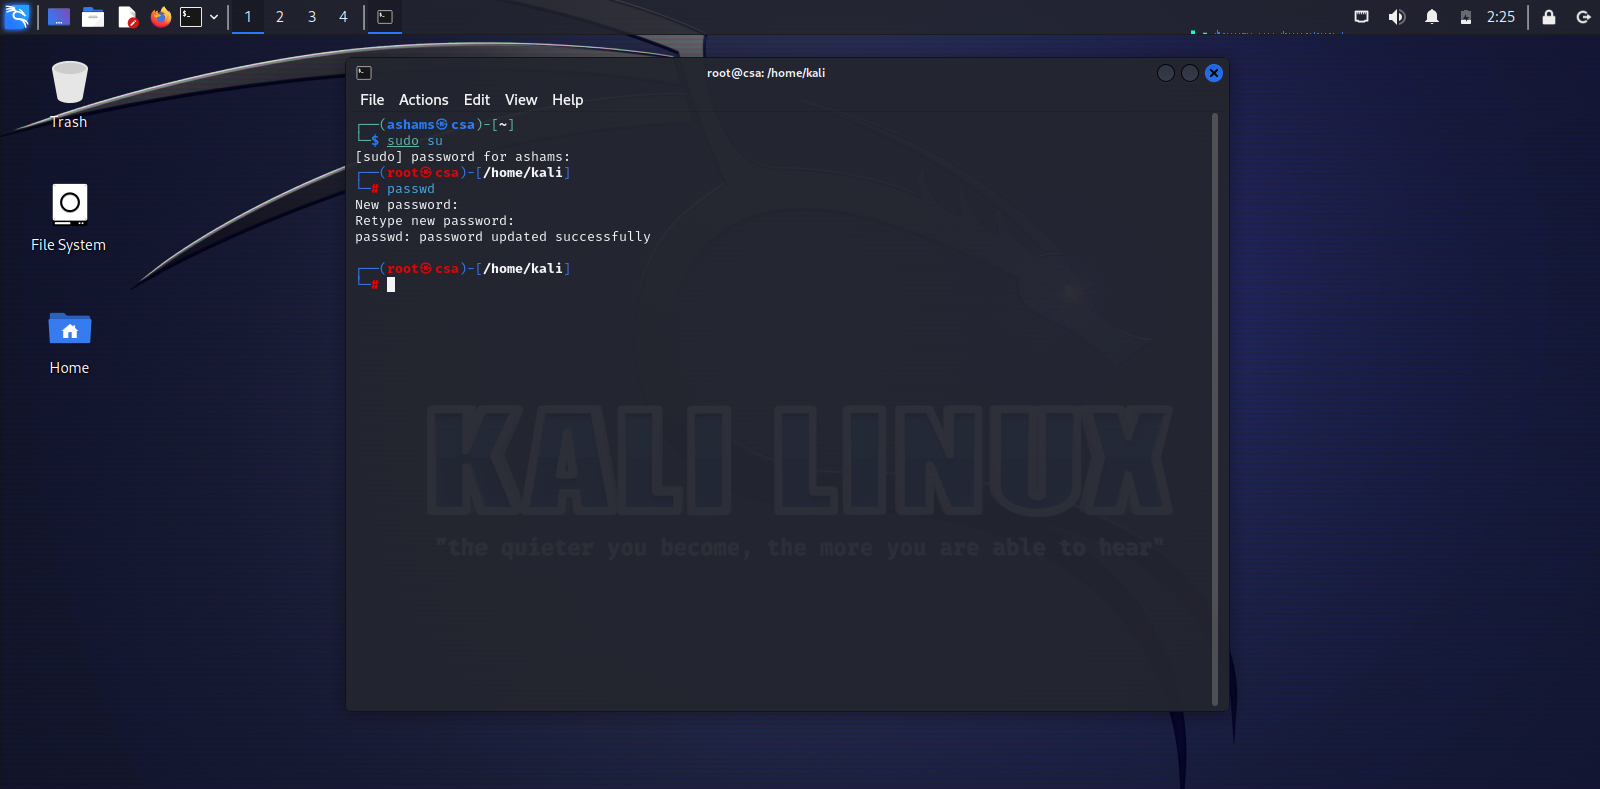 1 2 3 4
2:25
Trash
File System
Home
root@csa: /home/kali
File Actions Edit View Help
┌──(ashams㉿csa)-[~]
└─$ sudo su
[sudo] password for ashams:
┌──(root㉿csa)-[/home/kali]
└─# passwd
New password:
Retype new password:
passwd: password updated successfully
┌──(root㉿csa)-[/home/kali]
└─#
KALI LINUX
"the quieter you become, the more you are able to hear"